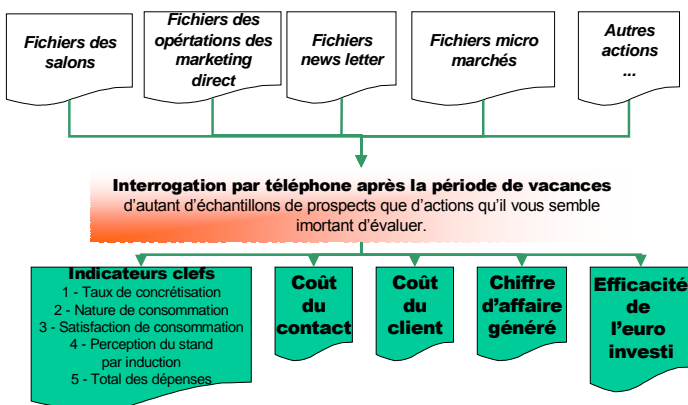 Fichiers des
salons
Fichiers des
opértations des
marketing
direct
Fichiers
news letter
Fichiers micro
marchés
Autres
actions
...
Interrogation par téléphone après la période de vacances
d'autant d'échantillons de prospects que d'actions qu'il vous semble
imortant d'évaluer.
Indicateurs clefs
1 - Taux de concrétisation
2 - Nature de consommation
3 - Satisfaction de consommation
4 - Perception du stand
par induction
5 - Total des dépenses
Coût
du
contact
Coût
du
client
Chiffre
d'affaire
généré
Efficacité
de
l'euro
investi